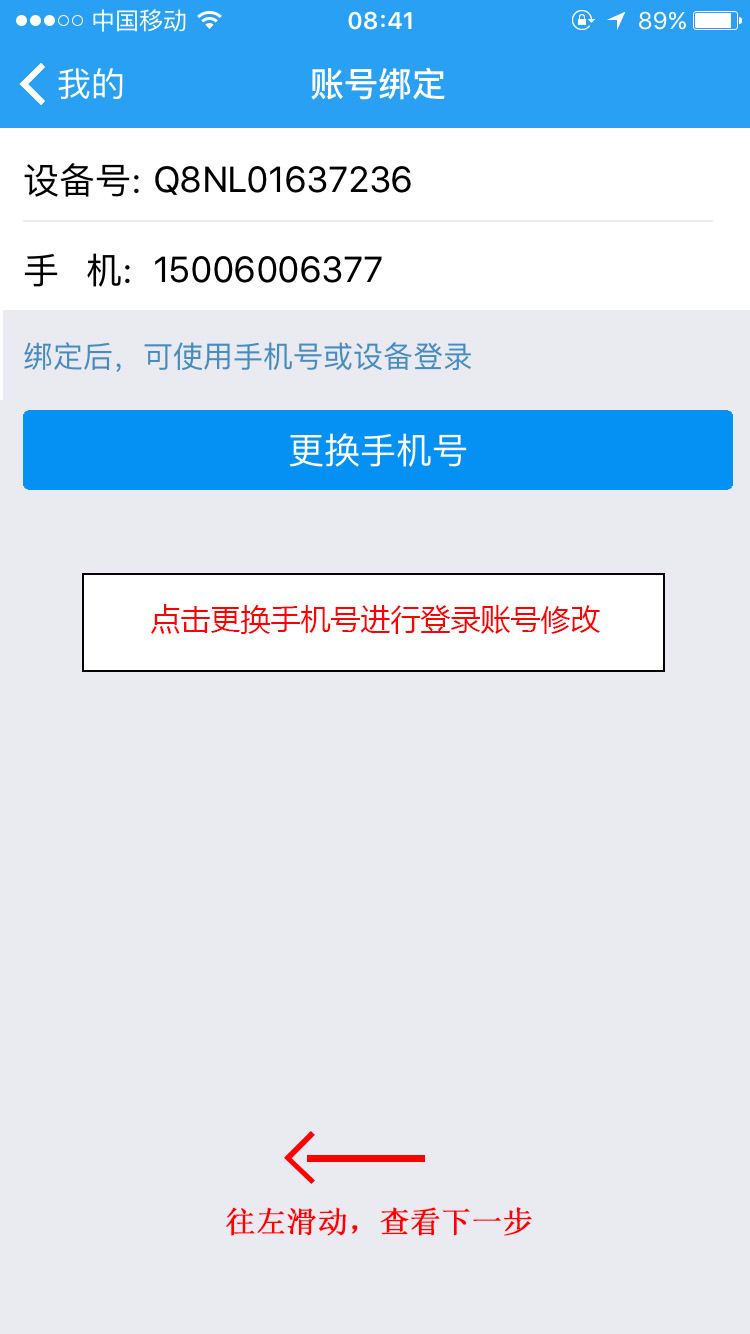 中国移动 08:41 89%
我的 账号绑定
设备号: Q8NL01637236
手 机: 15006006377
绑定后，可使用手机号或设备登录
更换手机号
点击更换手机号进行登录账号修改
往左滑动，查看下一步